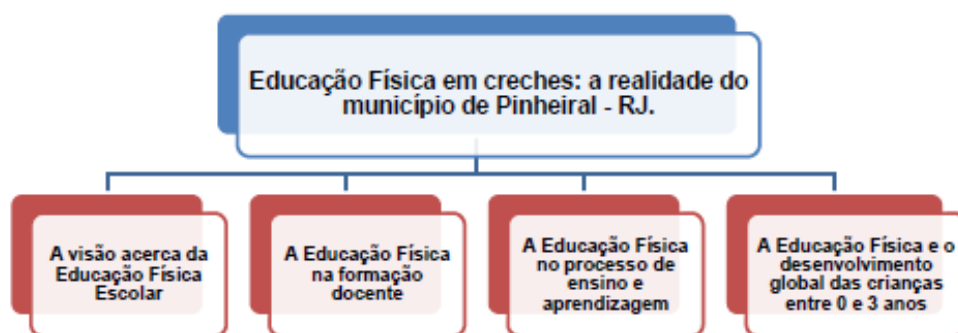 Educação Física em creches: a realidade do
município de Pinheiral - RJ.
A visão acerca da
Educação Física
Escolar
A Educação Física
na formação
docente
A Educação Física
no processo de
ensino e
aprendizagem
A Educação Física e o
desenvolvimento
global das crianças
entre 0 e 3 anos